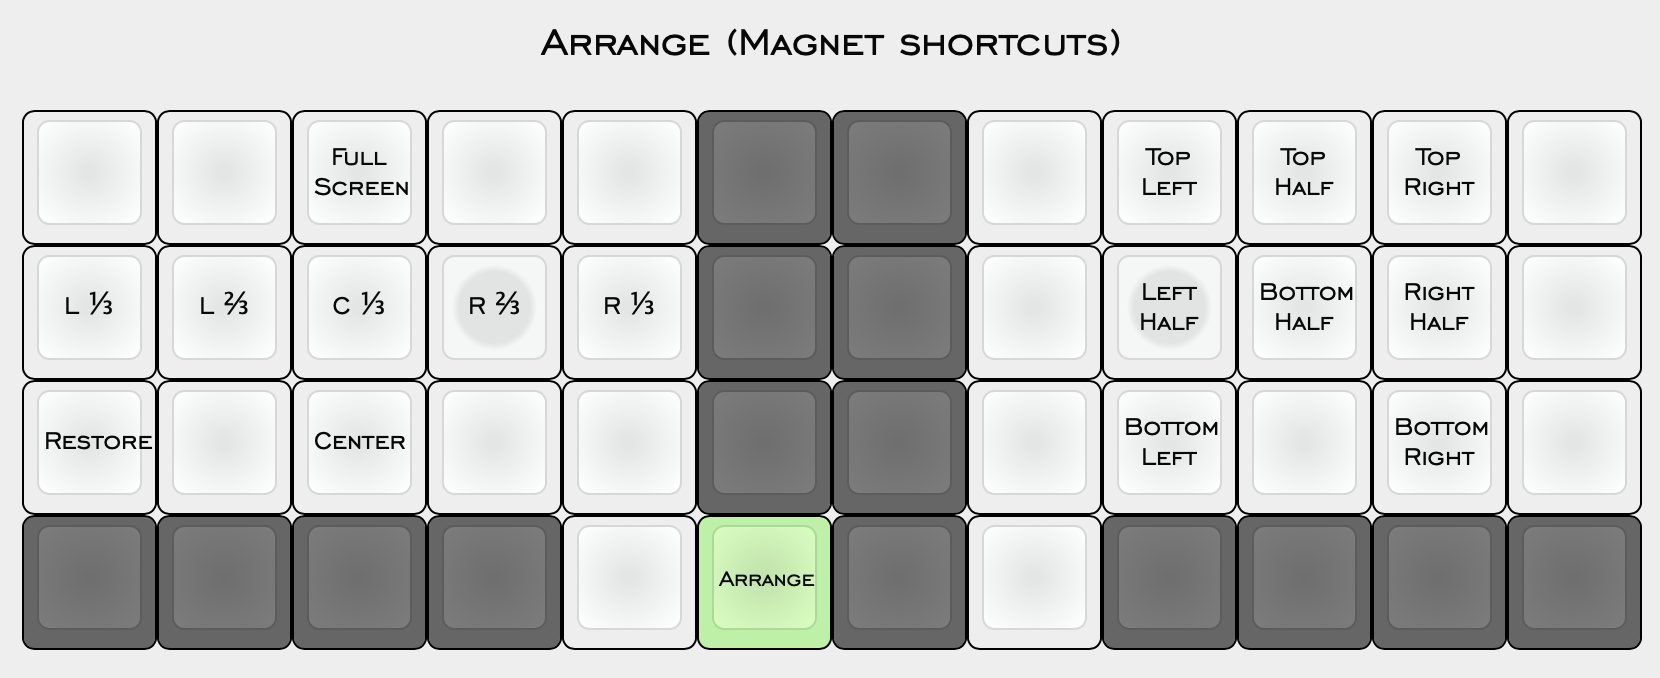 Arrange (Magnet shortcuts)
Full
Screen
Top
Left
Top
Half
Top
Right
L ⅓
L ⅔
C ⅓
R ⅔
R ⅓
Left
Half
Bottom
Half
Right
Half
Restore
Center
Bottom
Left
Bottom
Right
Arrange